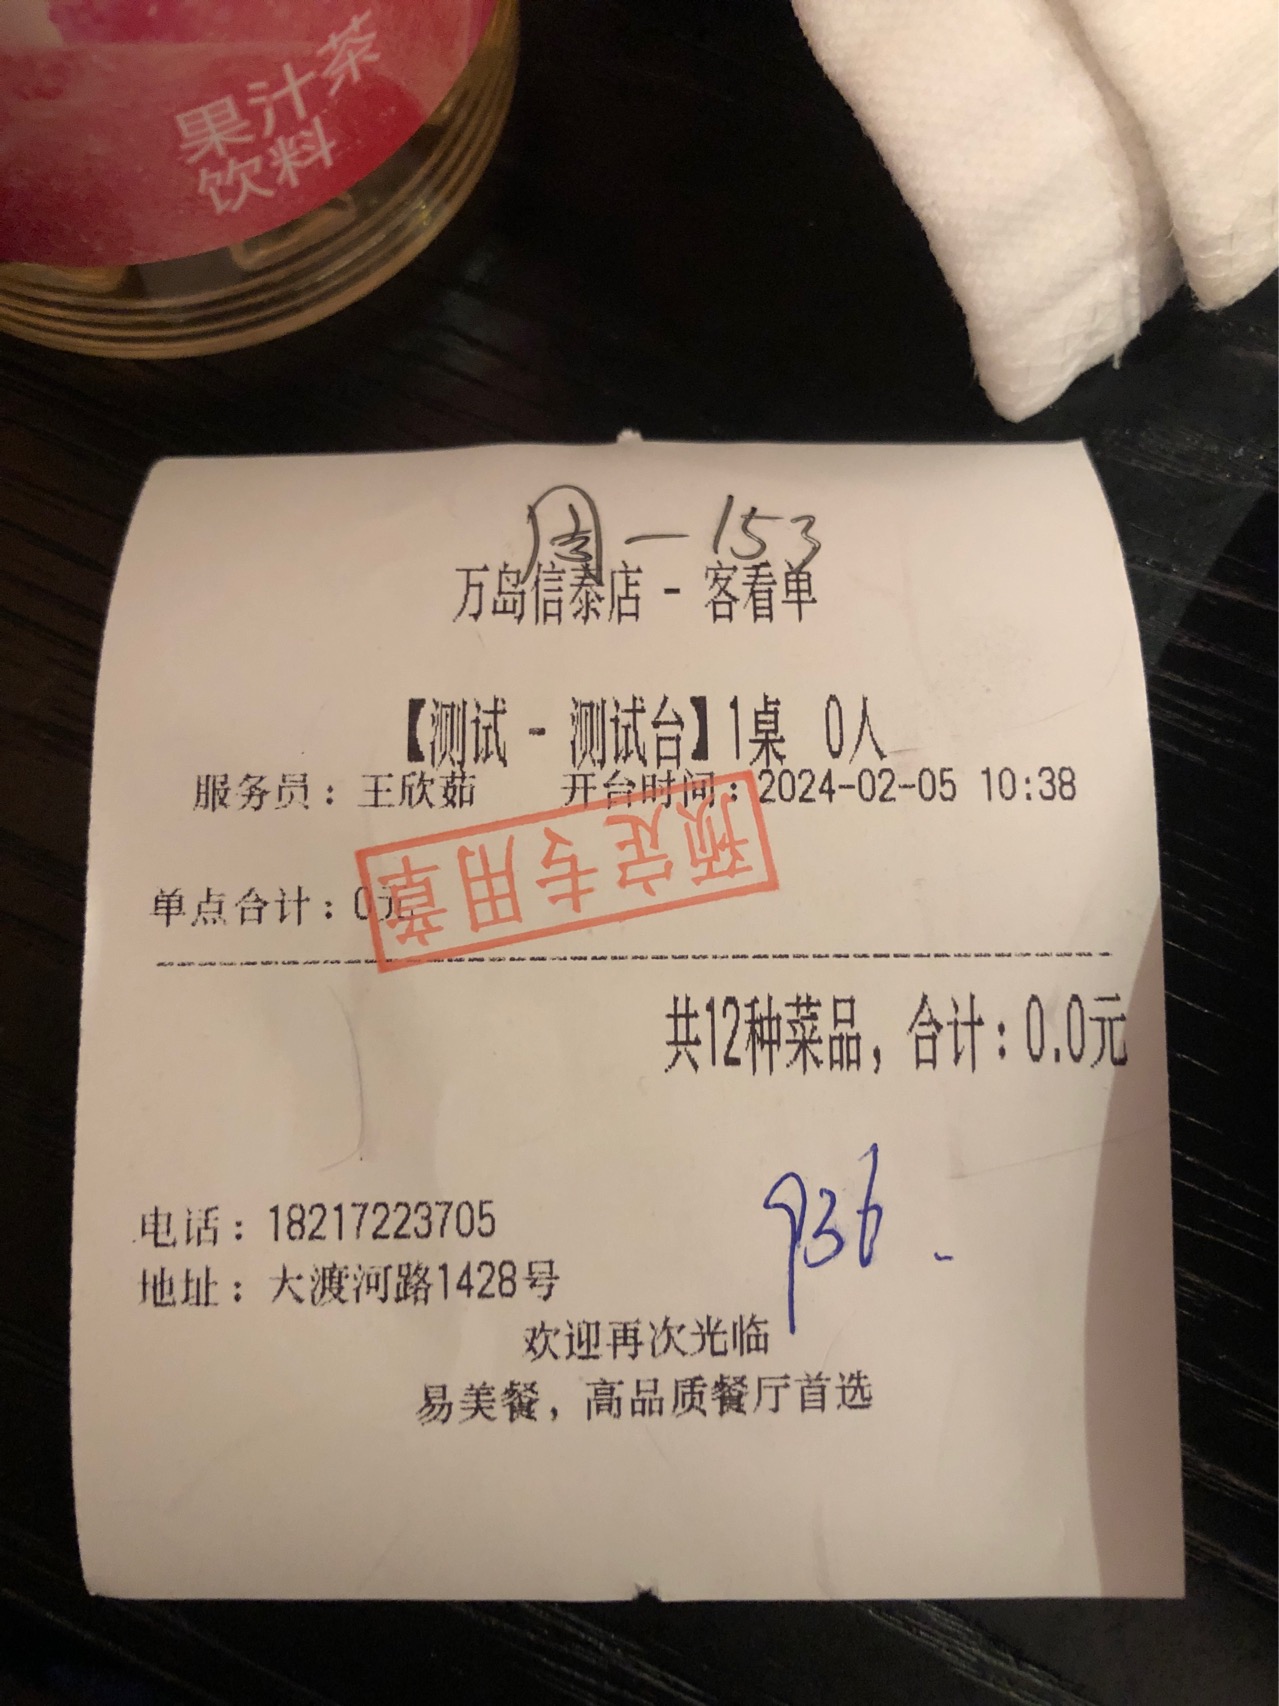 果汁茶
饮料
周一153
万岛信泰店 - 客看单
【测试 - 测试台】1桌 0人
服务员：王欣茹 开台时间：2024-02-05 10:38
预定专用章
单点合计：0元
共12种菜品，合计：0.0元
936
电话：18217223705
地址：大渡河路1428号
欢迎再次光临
易美餐，高品质餐厅首选